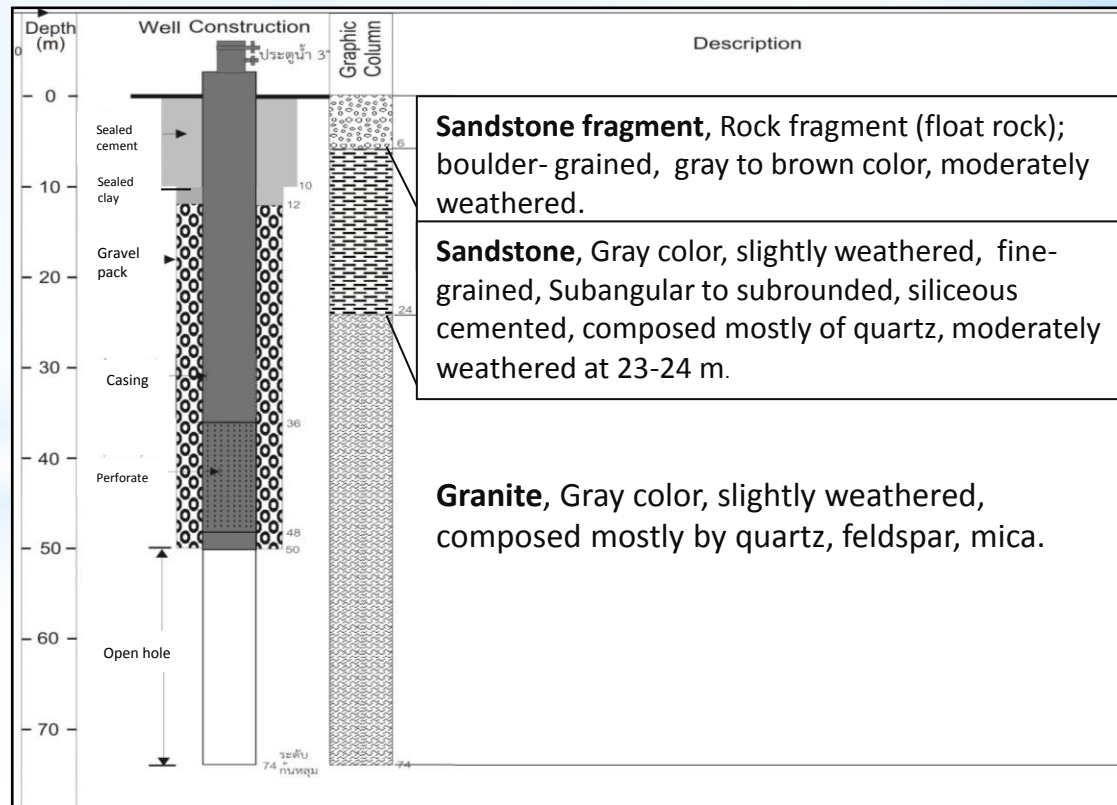 Depth
(m)
0
Well Construction
ประตูน้ำ 3"
Graphic
Column
Description
0
10
20
30
40
50
60
70
Sealed
cement
Sealed
clay
Gravel
pack
Casing
Perforate
Open hole
10
12
36
48
50
74 ระดับ
ก้นหลุม
6
24
74
Sandstone fragment, Rock fragment (float rock);
boulder- grained, gray to brown color, moderately
weathered.
Sandstone, Gray color, slightly weathered, fine-
grained, Subangular to subrounded, siliceous
cemented, composed mostly of quartz, moderately
weathered at 23-24 m.
Granite, Gray color, slightly weathered,
composed mostly by quartz, feldspar, mica.